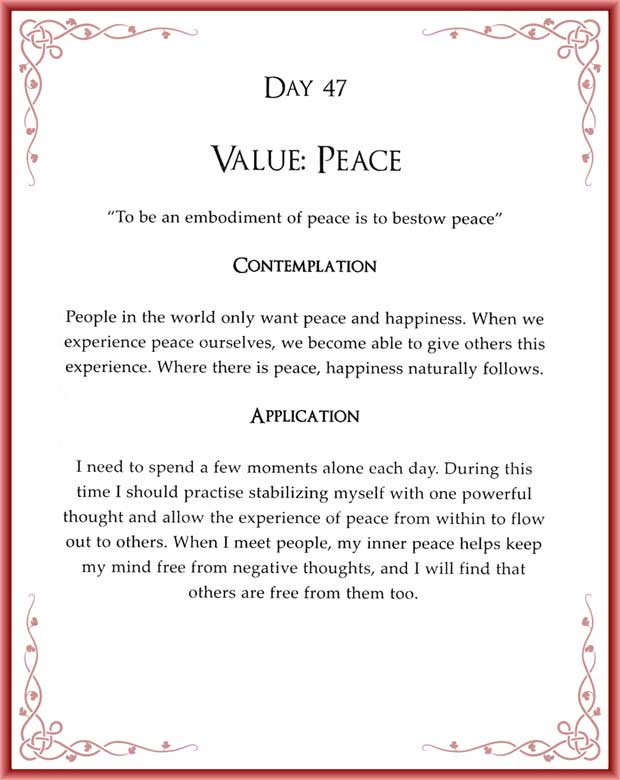 Day 47
Value: Peace
“To be an embodiment of peace is to bestow peace”
Contemplation
People in the world only want peace and happiness. When we
experience peace ourselves, we become able to give others this
experience. Where there is peace, happiness naturally follows.
Application
I need to spend a few moments alone each day. During this
time I should practise stabilizing myself with one powerful
thought and allow the experience of peace from within to flow
out to others. When I meet people, my inner peace helps keep
my mind free from negative thoughts, and I will find that
others are free from them too.